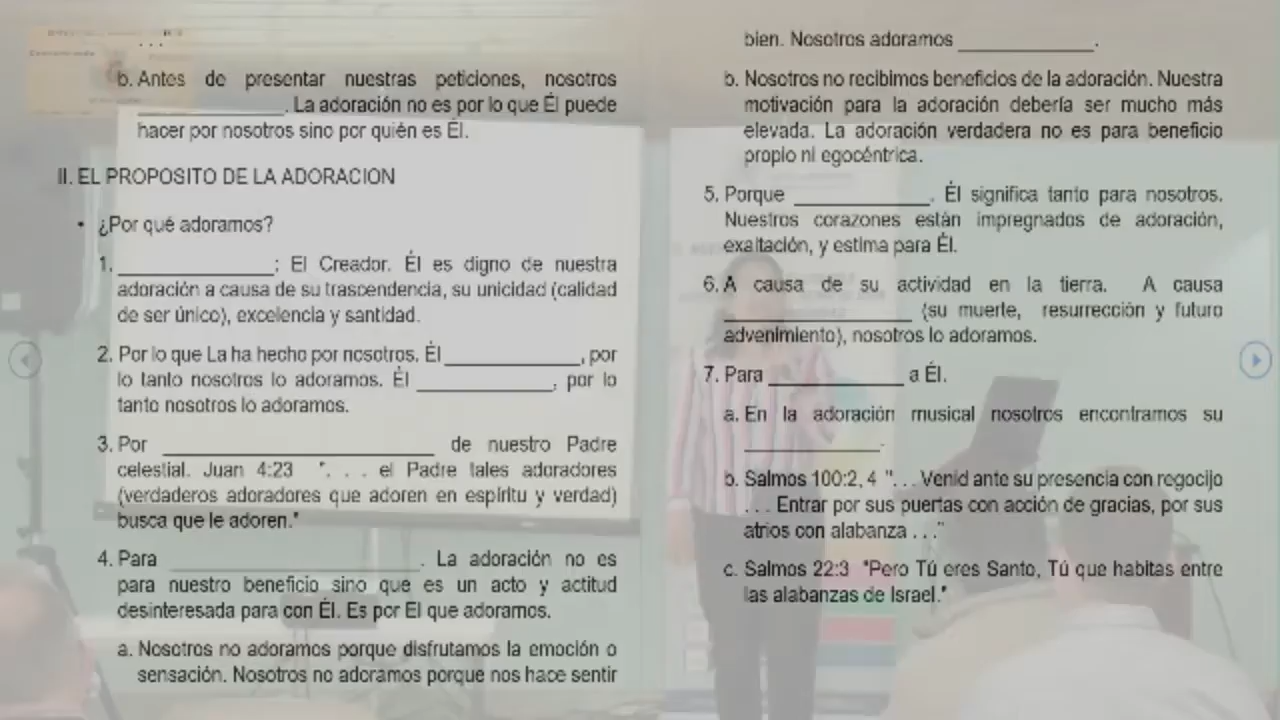 b. Antes de presentar nuestras peticiones, nosotros
____________. La adoración no es por lo que Él puede
hacer por nosotros sino por quién es Él.
II. EL PROPOSITO DE LA ADORACION
• ¿Por qué adoramos?
1. ____________: El Creador. Él es digno de nuestra
adoración a causa de su trascendencia, su unicidad (calidad
de ser único), excelencia y santidad.
2. Por lo que La ha hecho por nosotros. Él ____________, por
lo tanto nosotros lo adoramos. Él ____________, por lo
tanto nosotros lo adoramos.
3. Por ____________ de nuestro Padre
celestial. Juan 4:23 ". . . el Padre tales adoradores
(verdaderos adoradores que adoren en espíritu y verdad)
busca que le adoren."
4. Para ____________. La adoración no es
para nuestro beneficio sino que es un acto y actitud
desinteresada para con Él. Es por El que adoramos.
a. Nosotros no adoramos porque disfrutamos la emoción o
sensación. Nosotros no adoramos porque nos hace sentir
bien. Nosotros adoramos ____________.
b. Nosotros no recibimos beneficios de la adoración. Nuestra
motivación para la adoración debería ser mucho más
elevada. La adoración verdadera no es para beneficio
propio ni egocéntrica.
5. Porque ____________. Él significa tanto para nosotros.
Nuestros corazones están impregnados de adoración,
exaltación, y estima para Él.
6. A causa de su actividad en la tierra. A causa
____________ (su muerte, resurrección y futuro
advenimiento), nosotros lo adoramos.
7. Para ____________ a Él.
a. En la adoración musical nosotros encontramos su
____________.
b. Salmos 100:2, 4 ". . . Venid ante su presencia con regocijo
. . . Entrar por sus puertas con acción de gracias, por sus
atrios con alabanza . . ."
c. Salmos 22:3 "Pero Tú eres Santo, Tú que habitas entre
las alabanzas de Israel."